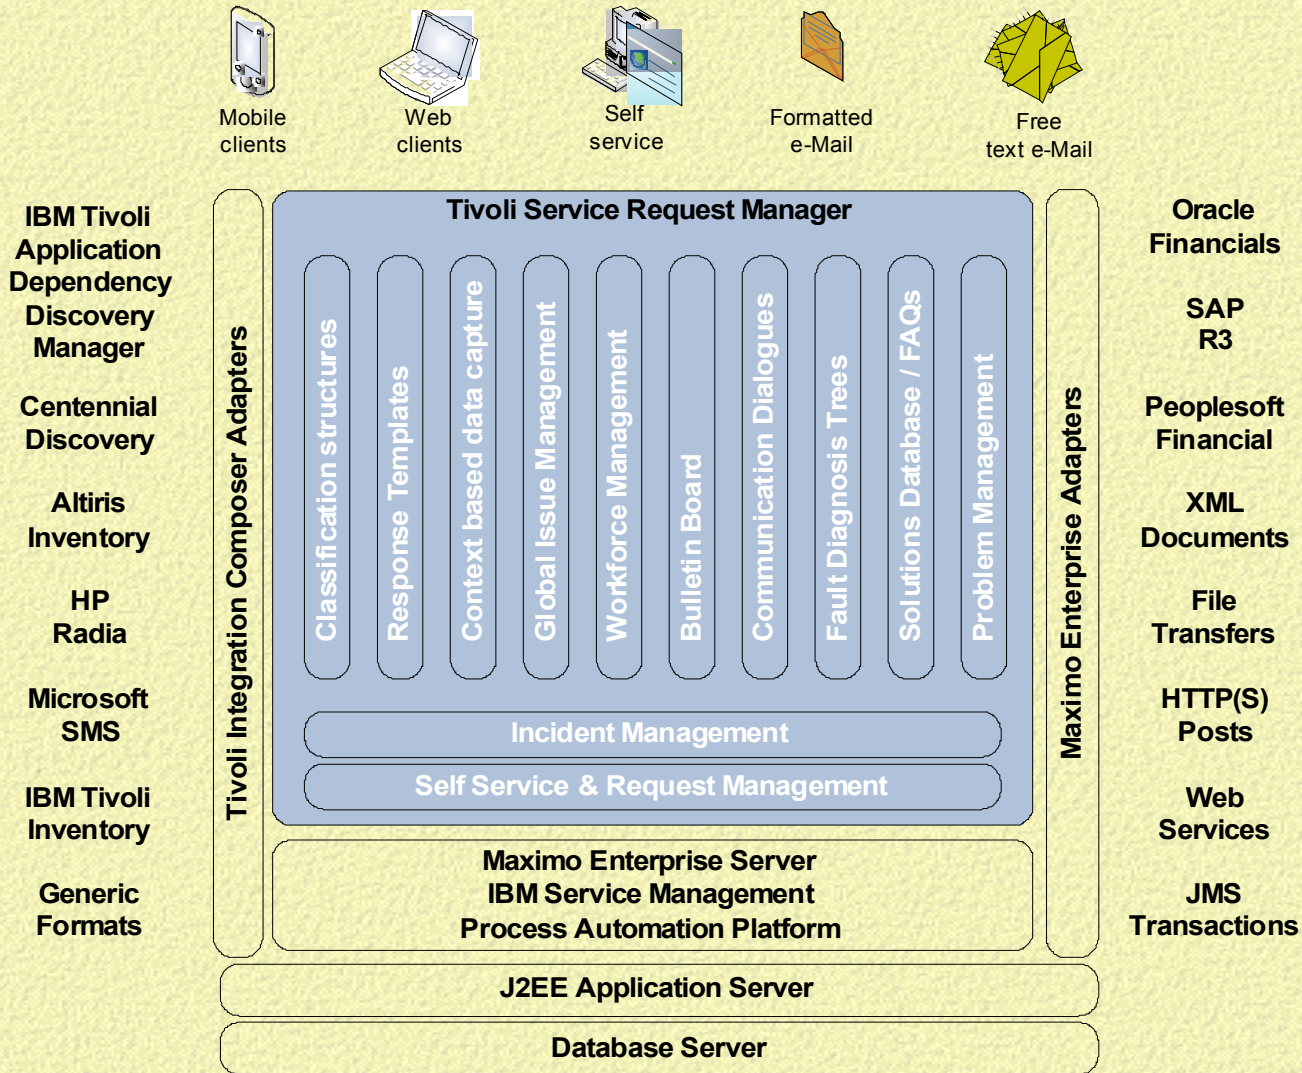 Mobile
clients
Web
clients
Self
service
Formatted
e-Mail
Free
text e-Mail
IBM Tivoli
Application
Dependency
Discovery
Manager
Centennial
Discovery
Altiris
Inventory
HP
Radia
Microsoft
SMS
IBM Tivoli
Inventory
Generic
Formats
Tivoli Integration Composer Adapters
Tivoli Service Request Manager
Classification structures
Response Templates
Context based data capture
Global Issue Management
Workforce Management
Bulletin Board
Communication Dialogues
Fault Diagnosis Trees
Solutions Database / FAQs
Problem Management
Incident Management
Self Service & Request Management
Maximo Enterprise Server
IBM Service Management
Process Automation Platform
J2EE Application Server
Database Server
Maximo Enterprise Adapters
Oracle
Financials
SAP
R3
Peoplesoft
Financial
XML
Documents
File
Transfers
HTTP(S)
Posts
Web
Services
JMS
Transactions